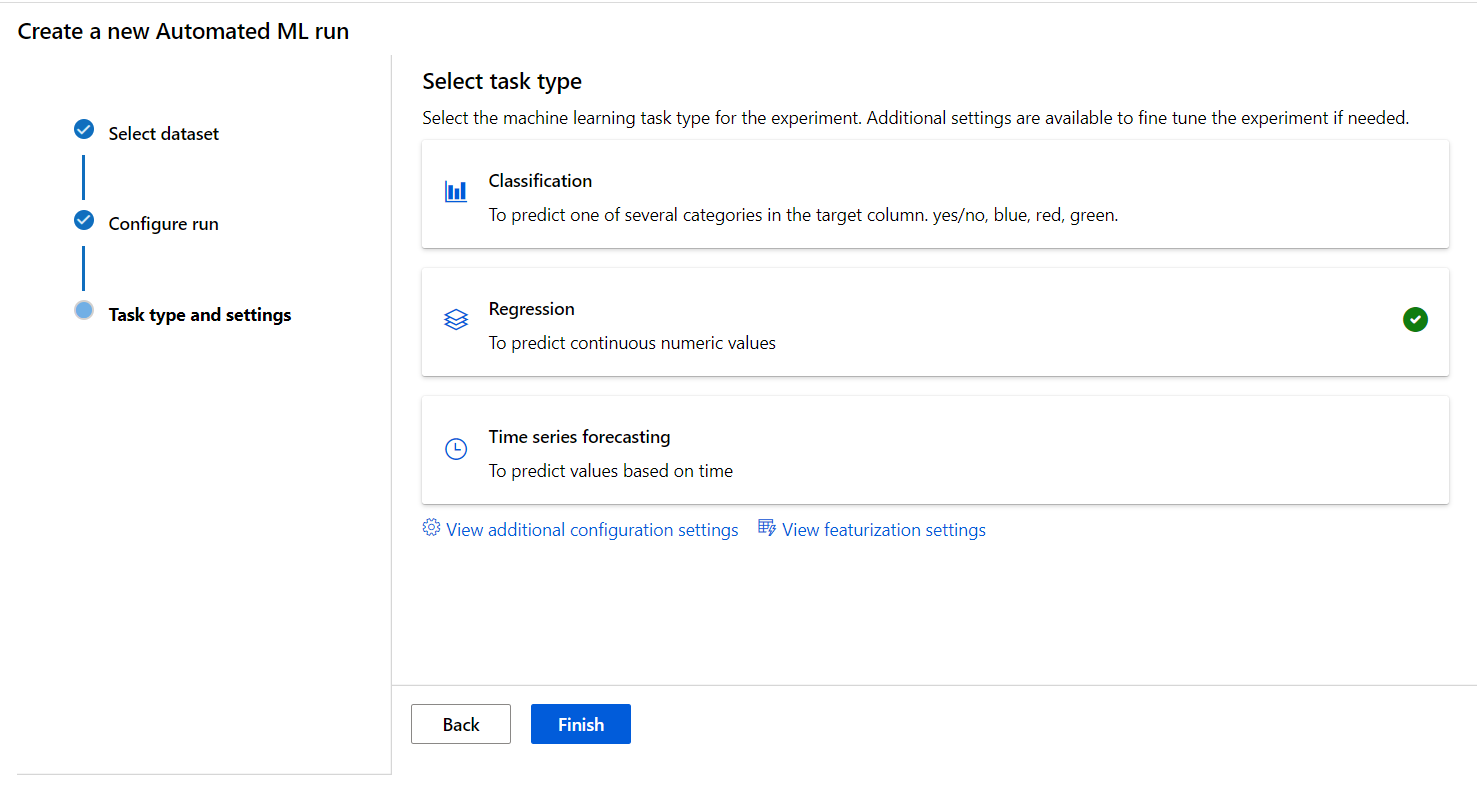 Create a new Automated ML run
Select dataset
Configure run
Task type and settings
Select task type
Select the machine learning task type for the experiment. Additional settings are available to fine tune the experiment if needed.
Classification
To predict one of several categories in the target column. yes/no, blue, red, green.
Regression
To predict continuous numeric values
Time series forecasting
To predict values based on time
View additional configuration settings View featurization settings
Back Finish